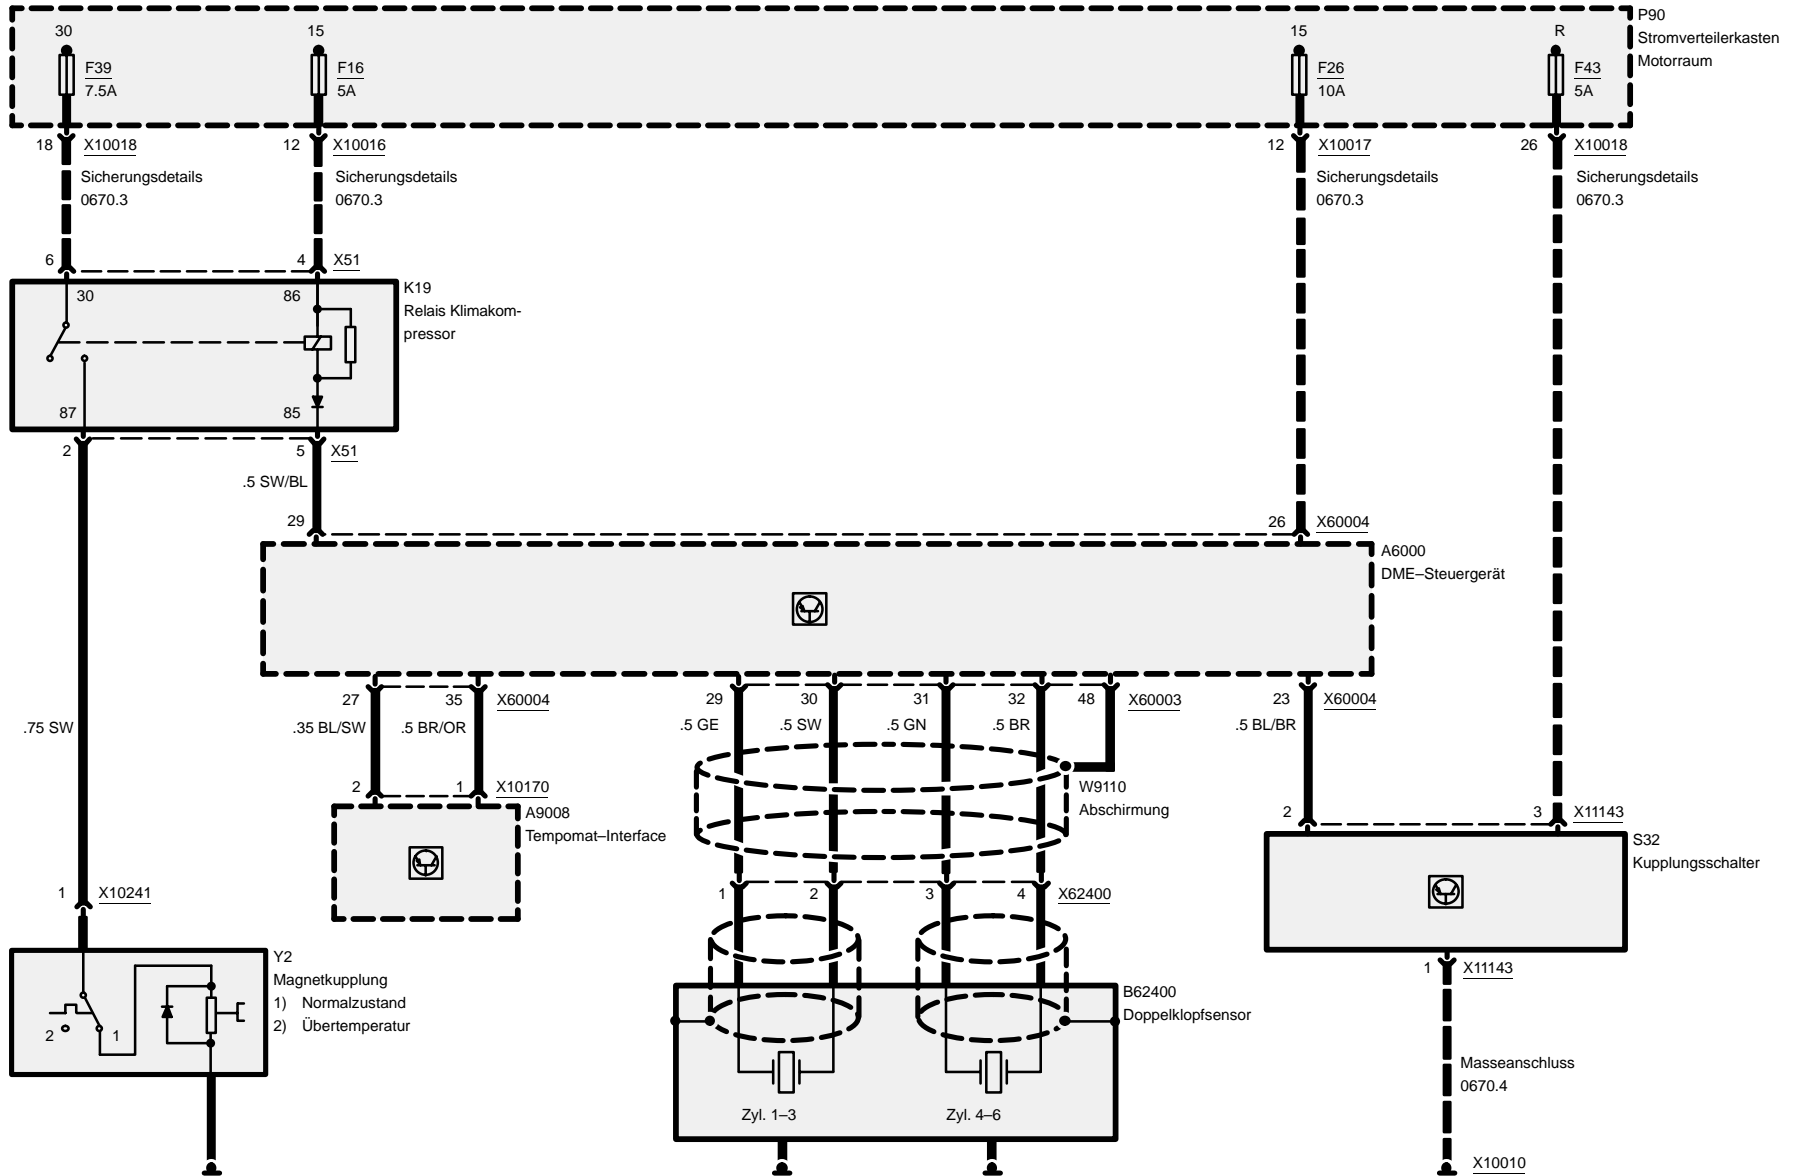 P90
Stromverteilerkasten
Motorraum
30
15
15
R
F39
7.5A
F16
5A
F26
10A
F43
5A
18
X10018
12
X10016
12
X10017
26
X10018
Sicherungsdetails
0670.3
Sicherungsdetails
0670.3
Sicherungsdetails
0670.3
Sicherungsdetails
0670.3
6
4
X51
K19
Relais Klimakom-
pressor
30
86
87
85
2
5
X51
.5 SW/BL
29
26
X60004
A6000
DME–Steuergerät
27
35
X60004
29
30
31
32
48
X60003
23
X60004
.75 SW
.35 BL/SW
.5 BR/OR
.5 GE
.5 SW
.5 GN
.5 BR
.5 BL/BR
2
1
X10170
W9110
Abschirmung
A9008
Tempomat–Interface
2
3
X11143
S32
Kupplungsschalter
1
X10241
1
2
3
4
X62400
Y2
Magnetkupplung
1) Normalzustand
2) Übertemperatur
2
1
1
X11143
B62400
Doppelklopfsensor
Masseanschluss
0670.4
Zyl. 1–3
Zyl. 4–6
X10010